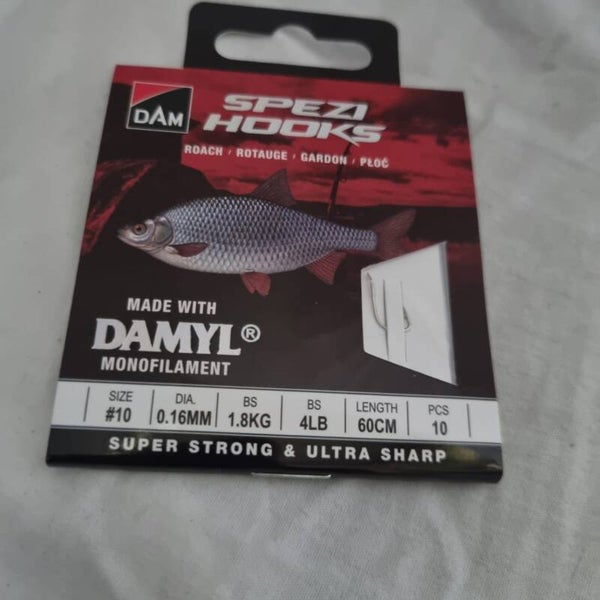 DAM
SPEZI
HOOKS
ROACH / ROTAUGE / GARDON / PŁOĆ
MADE WITH
DAMYL®
MONOFILAMENT
SIZE DIA. BS BS LENGTH PCS
#10 0.16MM 1.8KG 4LB 60CM 10
SUPER STRONG & ULTRA SHARP